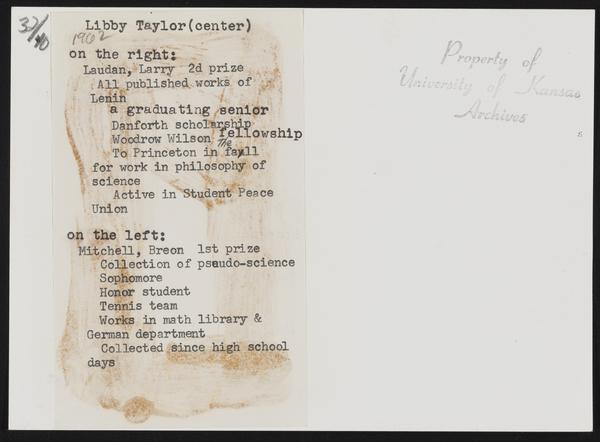 32/40
Libby Taylor(center)
1962
on the right:
Laudan, Larry 2d prize
All published works of
Lenin
a graduating senior
Danforth scholarship
Woodrow Wilson fellowship
The
To Princeton in fall
for work in philosophy of
science
Active in Student Peace
Union
on the left:
Mitchell, Breon 1st prize
Collection of pseudo-science
Sophomore
Honor student
Tennis team
Works in math library &
German department
Collected since high school
days
Property of
University of Kansas
Archives